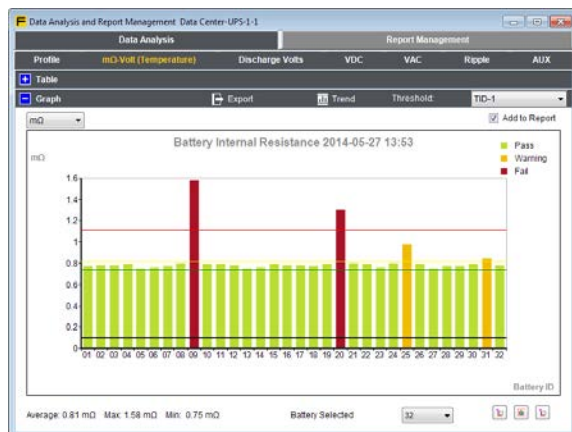 Data Analysis and Report Management Data Center-UPS-1-1
Data Analysis Report Management
Profile mΩ-Volt (Temperature) Discharge Volts VDC VAC Ripple AUX
Table
Graph Export Trend Threshold: TID-1
mΩ Add to Report
Battery Internal Resistance 2014-05-27 13:53
mΩ
Pass
Warning
Fail
1.6
1.4
1.2
1
0.8
0.6
0.4
0.2
0
01 02 03 04 05 06 07 08 09 10 11 12 13 14 15 16 17 18 19 20 21 22 23 24 25 26 27 28 29 30 31 32
Battery ID
Average: 0.81 mΩ Max: 1.58 mΩ Min: 0.75 mΩ Battery Selected 32